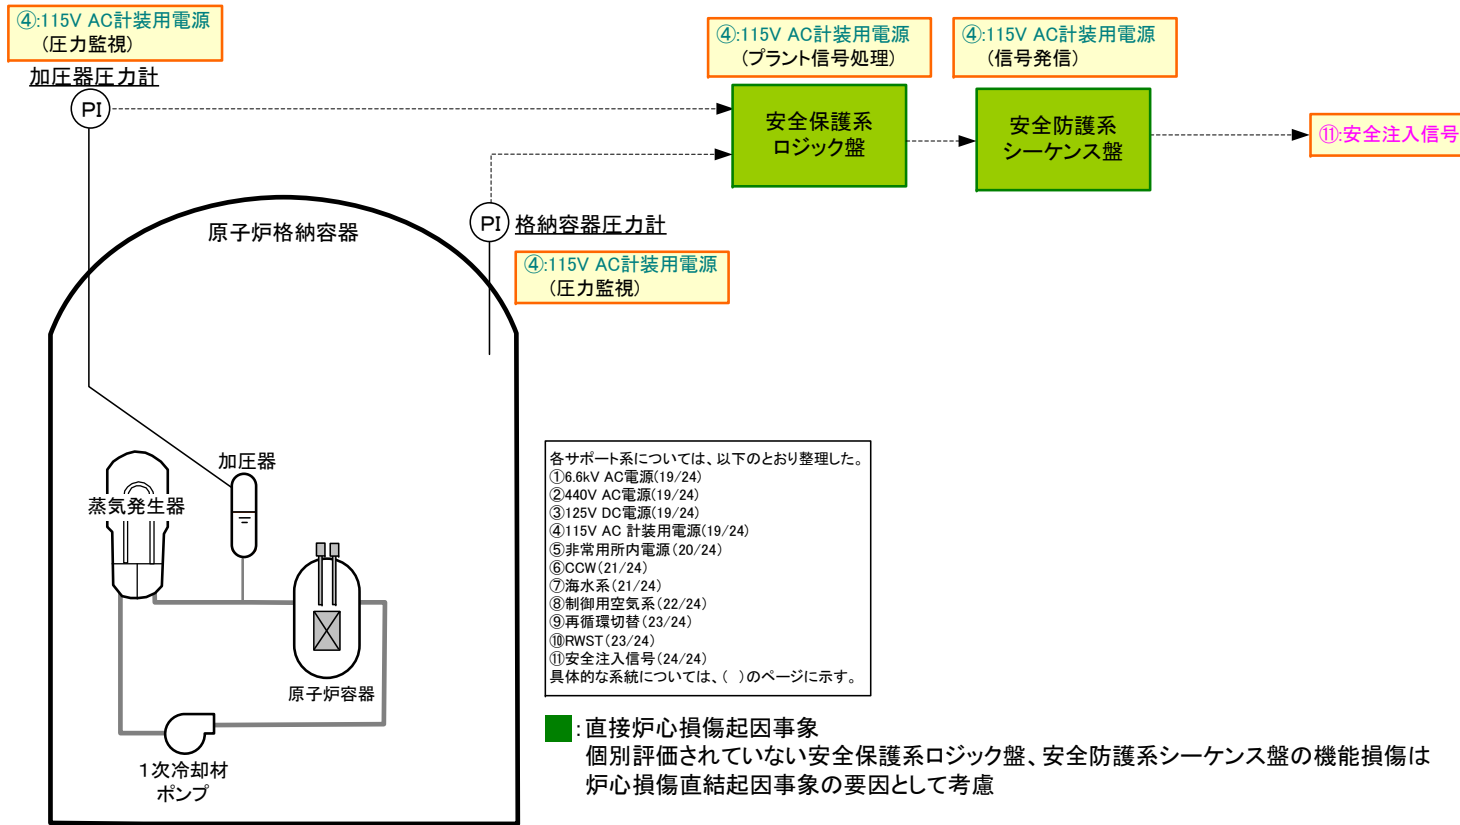 ④:115V AC計装用電源
(圧力監視)
加圧器圧力計
PI
④:115V AC計装用電源
(プラント信号処理)
④:115V AC計装用電源
(信号発信)
安全保護系
ロジック盤
安全防護系
シーケンス盤
⑪:安全注入信号
PI
格納容器圧力計
④:115V AC計装用電源
(圧力監視)
原子炉格納容器
加圧器
蒸気発生器
原子炉容器
1次冷却材
ポンプ
各サポート系については、以下のとおり整理した。
①6.6kV AC電源(19/24)
②440V AC電源(19/24)
③125V DC電源(19/24)
④115V AC 計装用電源(19/24)
⑤非常用所内電源(20/24)
⑥CCW(21/24)
⑦海水系(21/24)
⑧制御用空気系(22/24)
⑨再循環切替(23/24)
⑩RWST(23/24)
⑪安全注入信号(24/24)
具体的な系統については、( )のページに示す。
:直接炉心損傷起因事象
個別評価されていない安全保護系ロジック盤、安全防護系シーケンス盤の機能損傷は
炉心損傷直結起因事象の要因として考慮